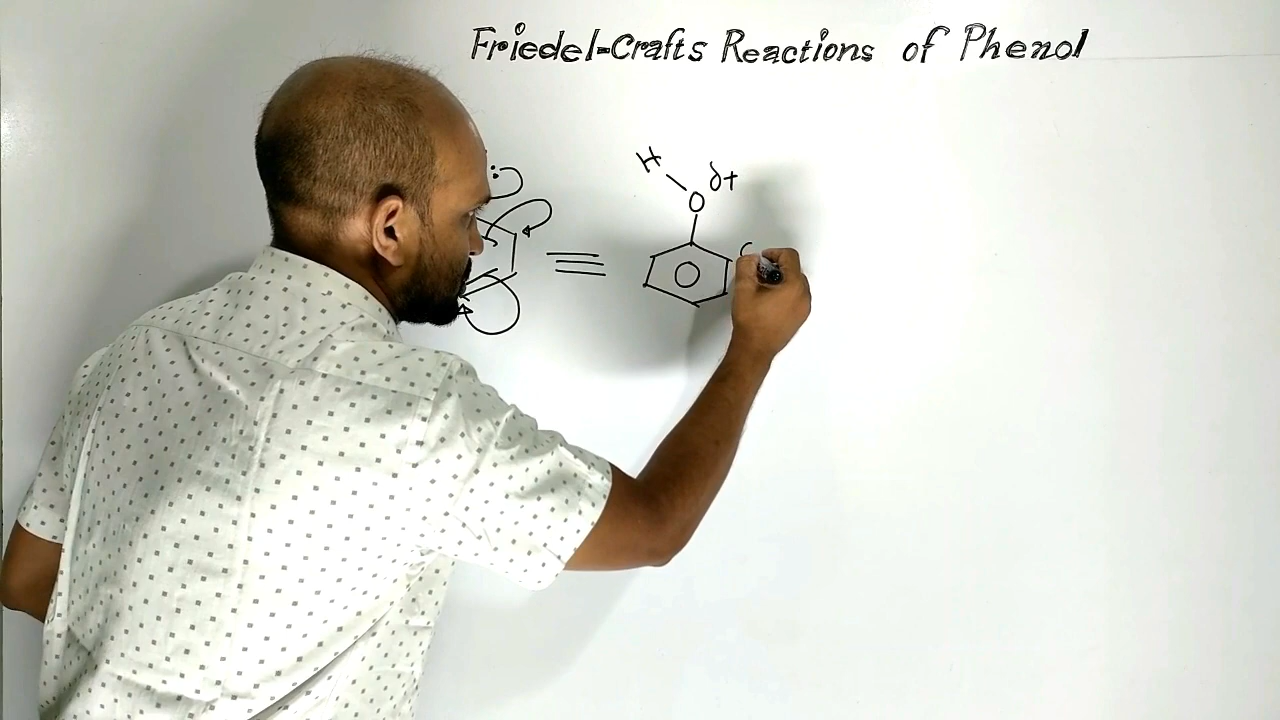 Friedel-Crafts Reactions of Phenol
H
δ+
O